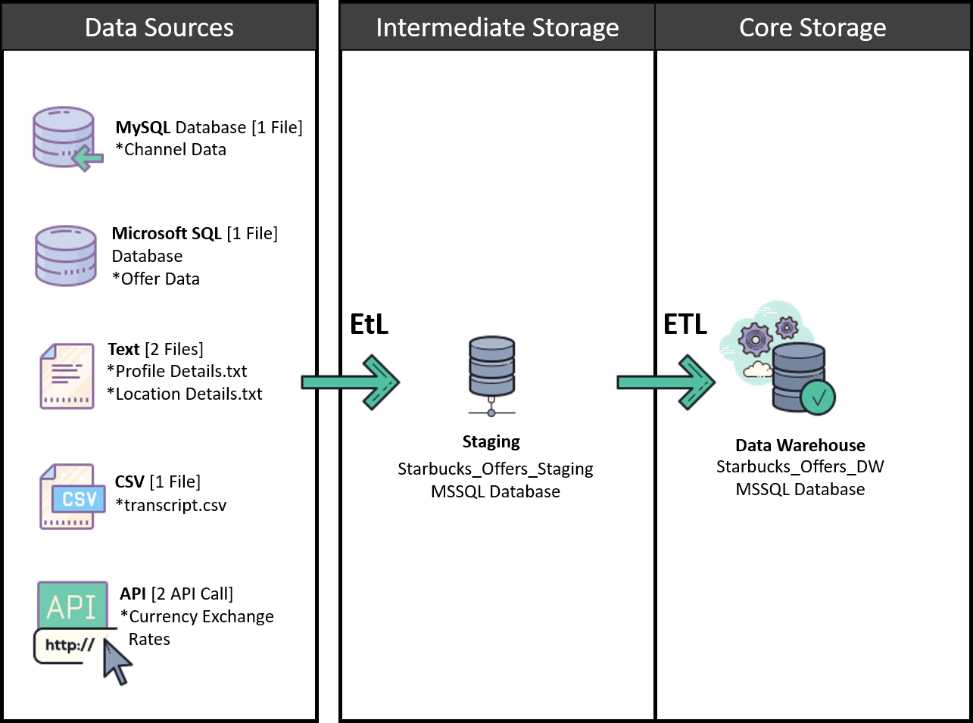 Data Sources
Intermediate Storage
Core Storage
MySQL Database [1 File]
*Channel Data
Microsoft SQL [1 File]
Database
*Offer Data
Text [2 Files]
*Profile Details.txt
*Location Details.txt
CSV
CSV [1 File]
*transcript.csv
API
http://
API [2 API Call]
*Currency Exchange
Rates
EtL
Staging
Starbucks_Offers_Staging
MSSQL Database
ETL
Data Warehouse
Starbucks_Offers_DW
MSSQL Database